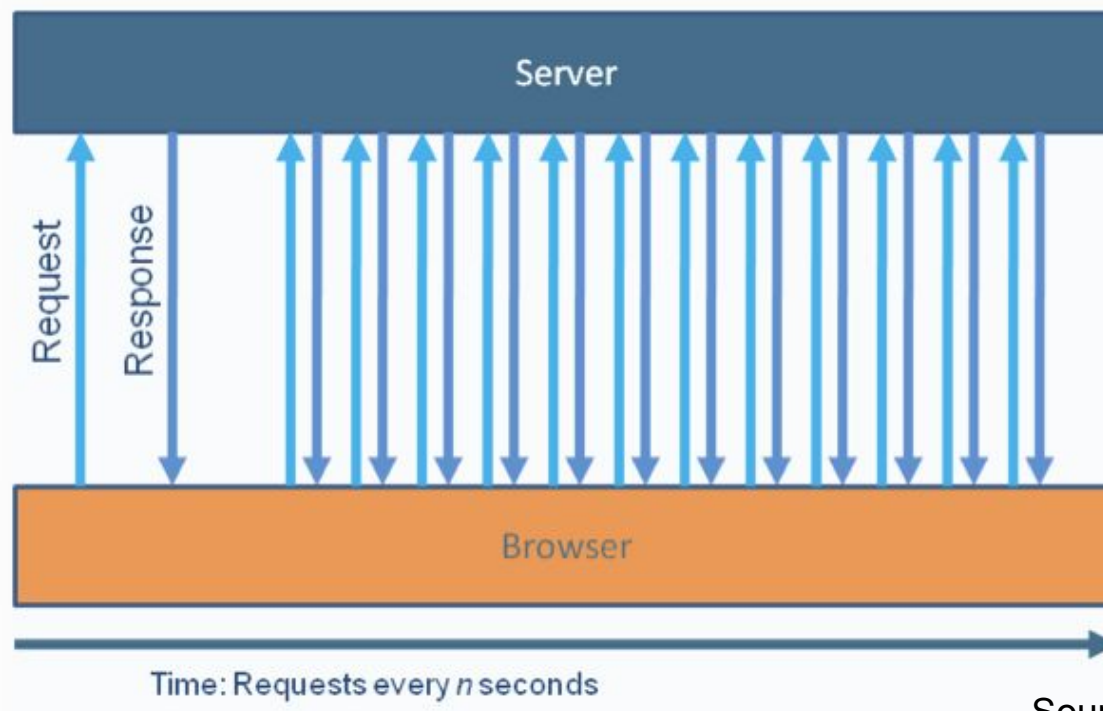 Server
Request
Response
Browser
Time: Requests every n seconds